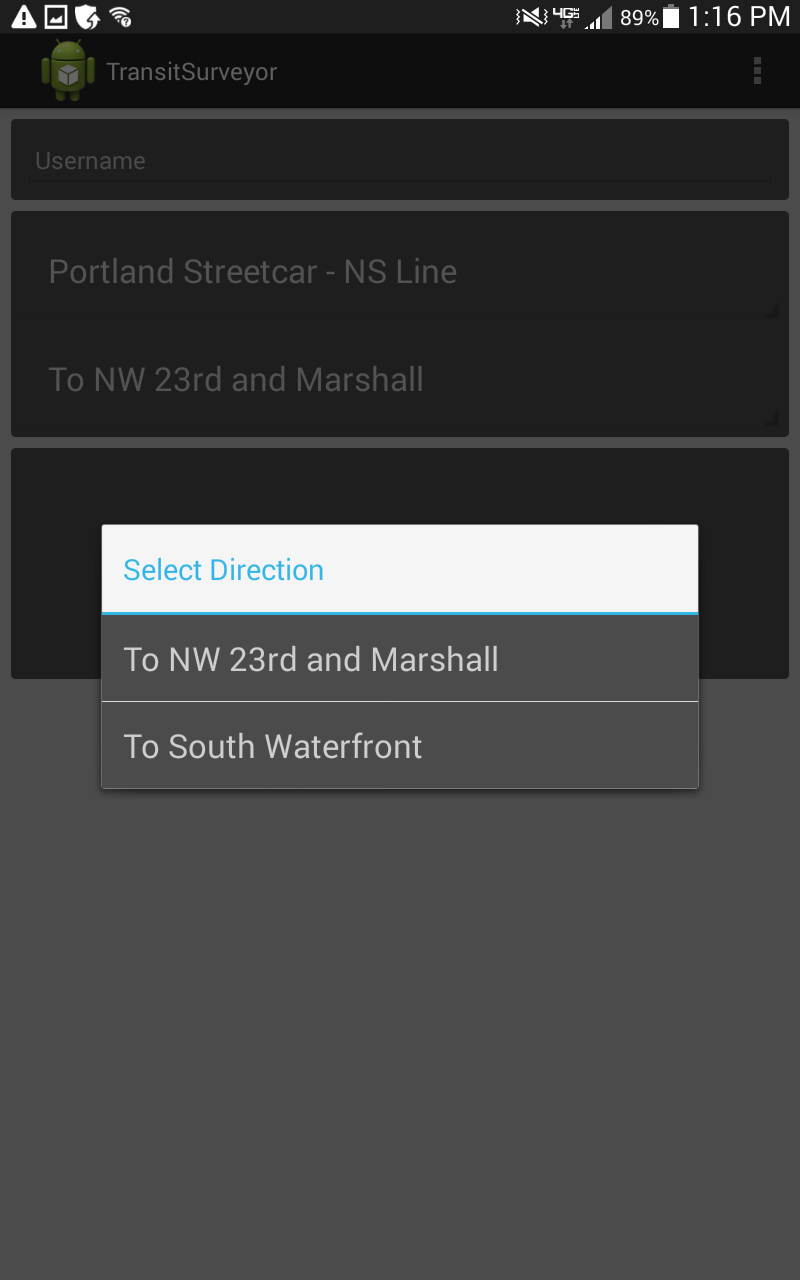 4G 89% 1:16 PM
TransitSurveyor
Username
Portland Streetcar - NS Line
To NW 23rd and Marshall
Select Direction
To NW 23rd and Marshall
To South Waterfront